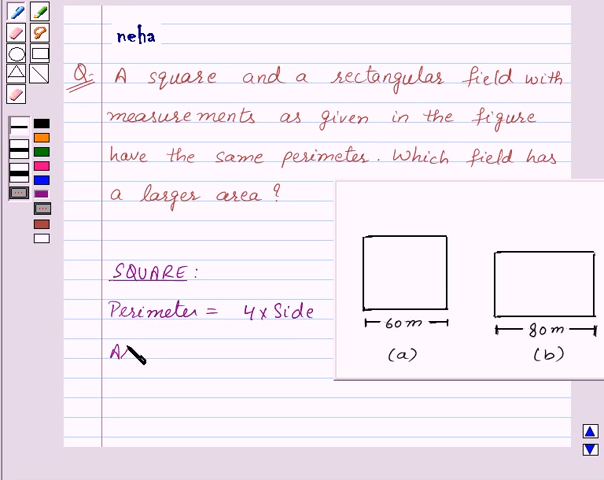 neha
Q- A square and a rectangular field with
measurements as given in the figure
have the same perimeter. Which field has
a larger area ?
SQUARE :
Perimeter = 4 x Side
A
60 m
80 m
(a)
(b)